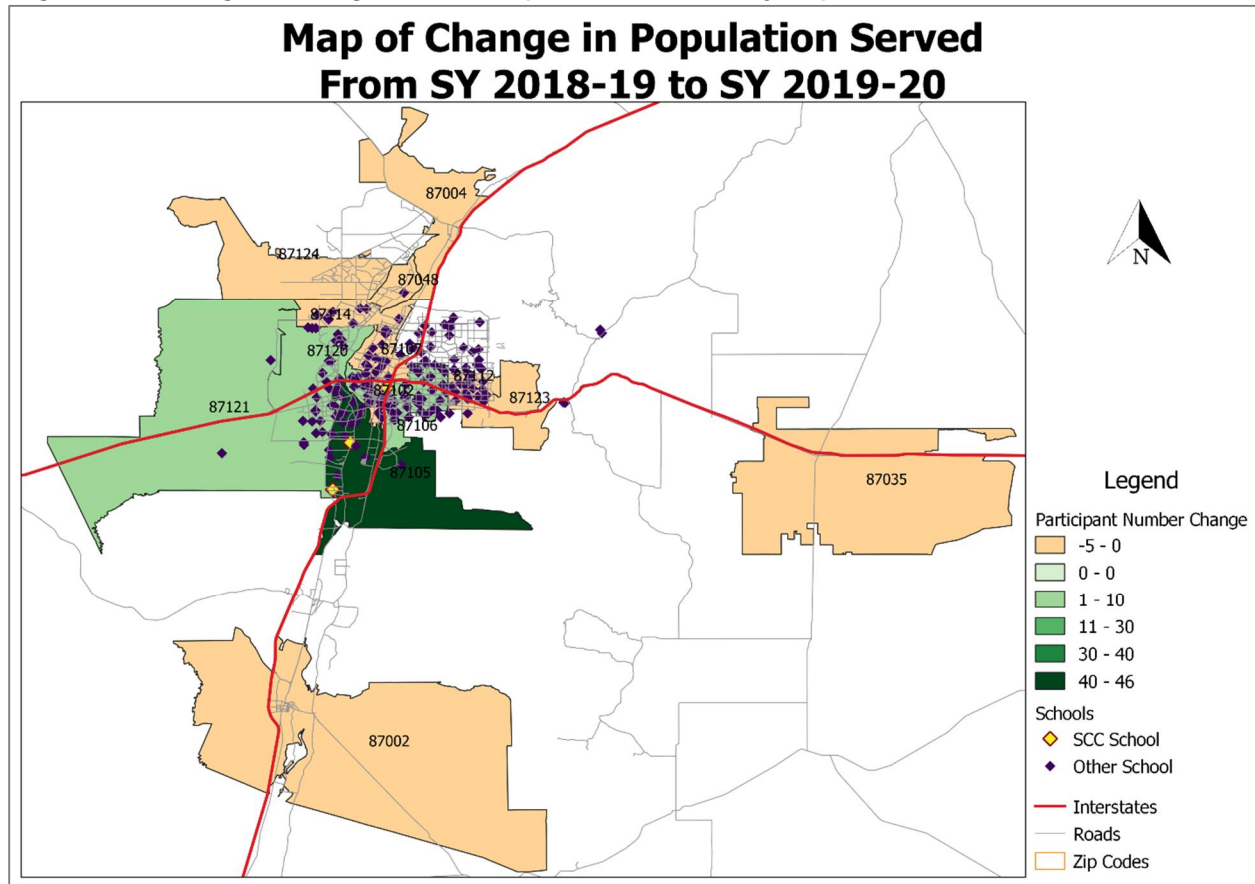 Map of Change in Population Served
From SY 2018-19 to SY 2019-20
87004
87124
87048
87114
87107
87120
87112
87102
87123
87121
87106
87105
87035
87002
N
Legend
Participant Number Change
-5 - 0
0 - 0
1 - 10
11 - 30
30 - 40
40 - 46
Schools
SCC School
Other School
Interstates
Roads
Zip Codes